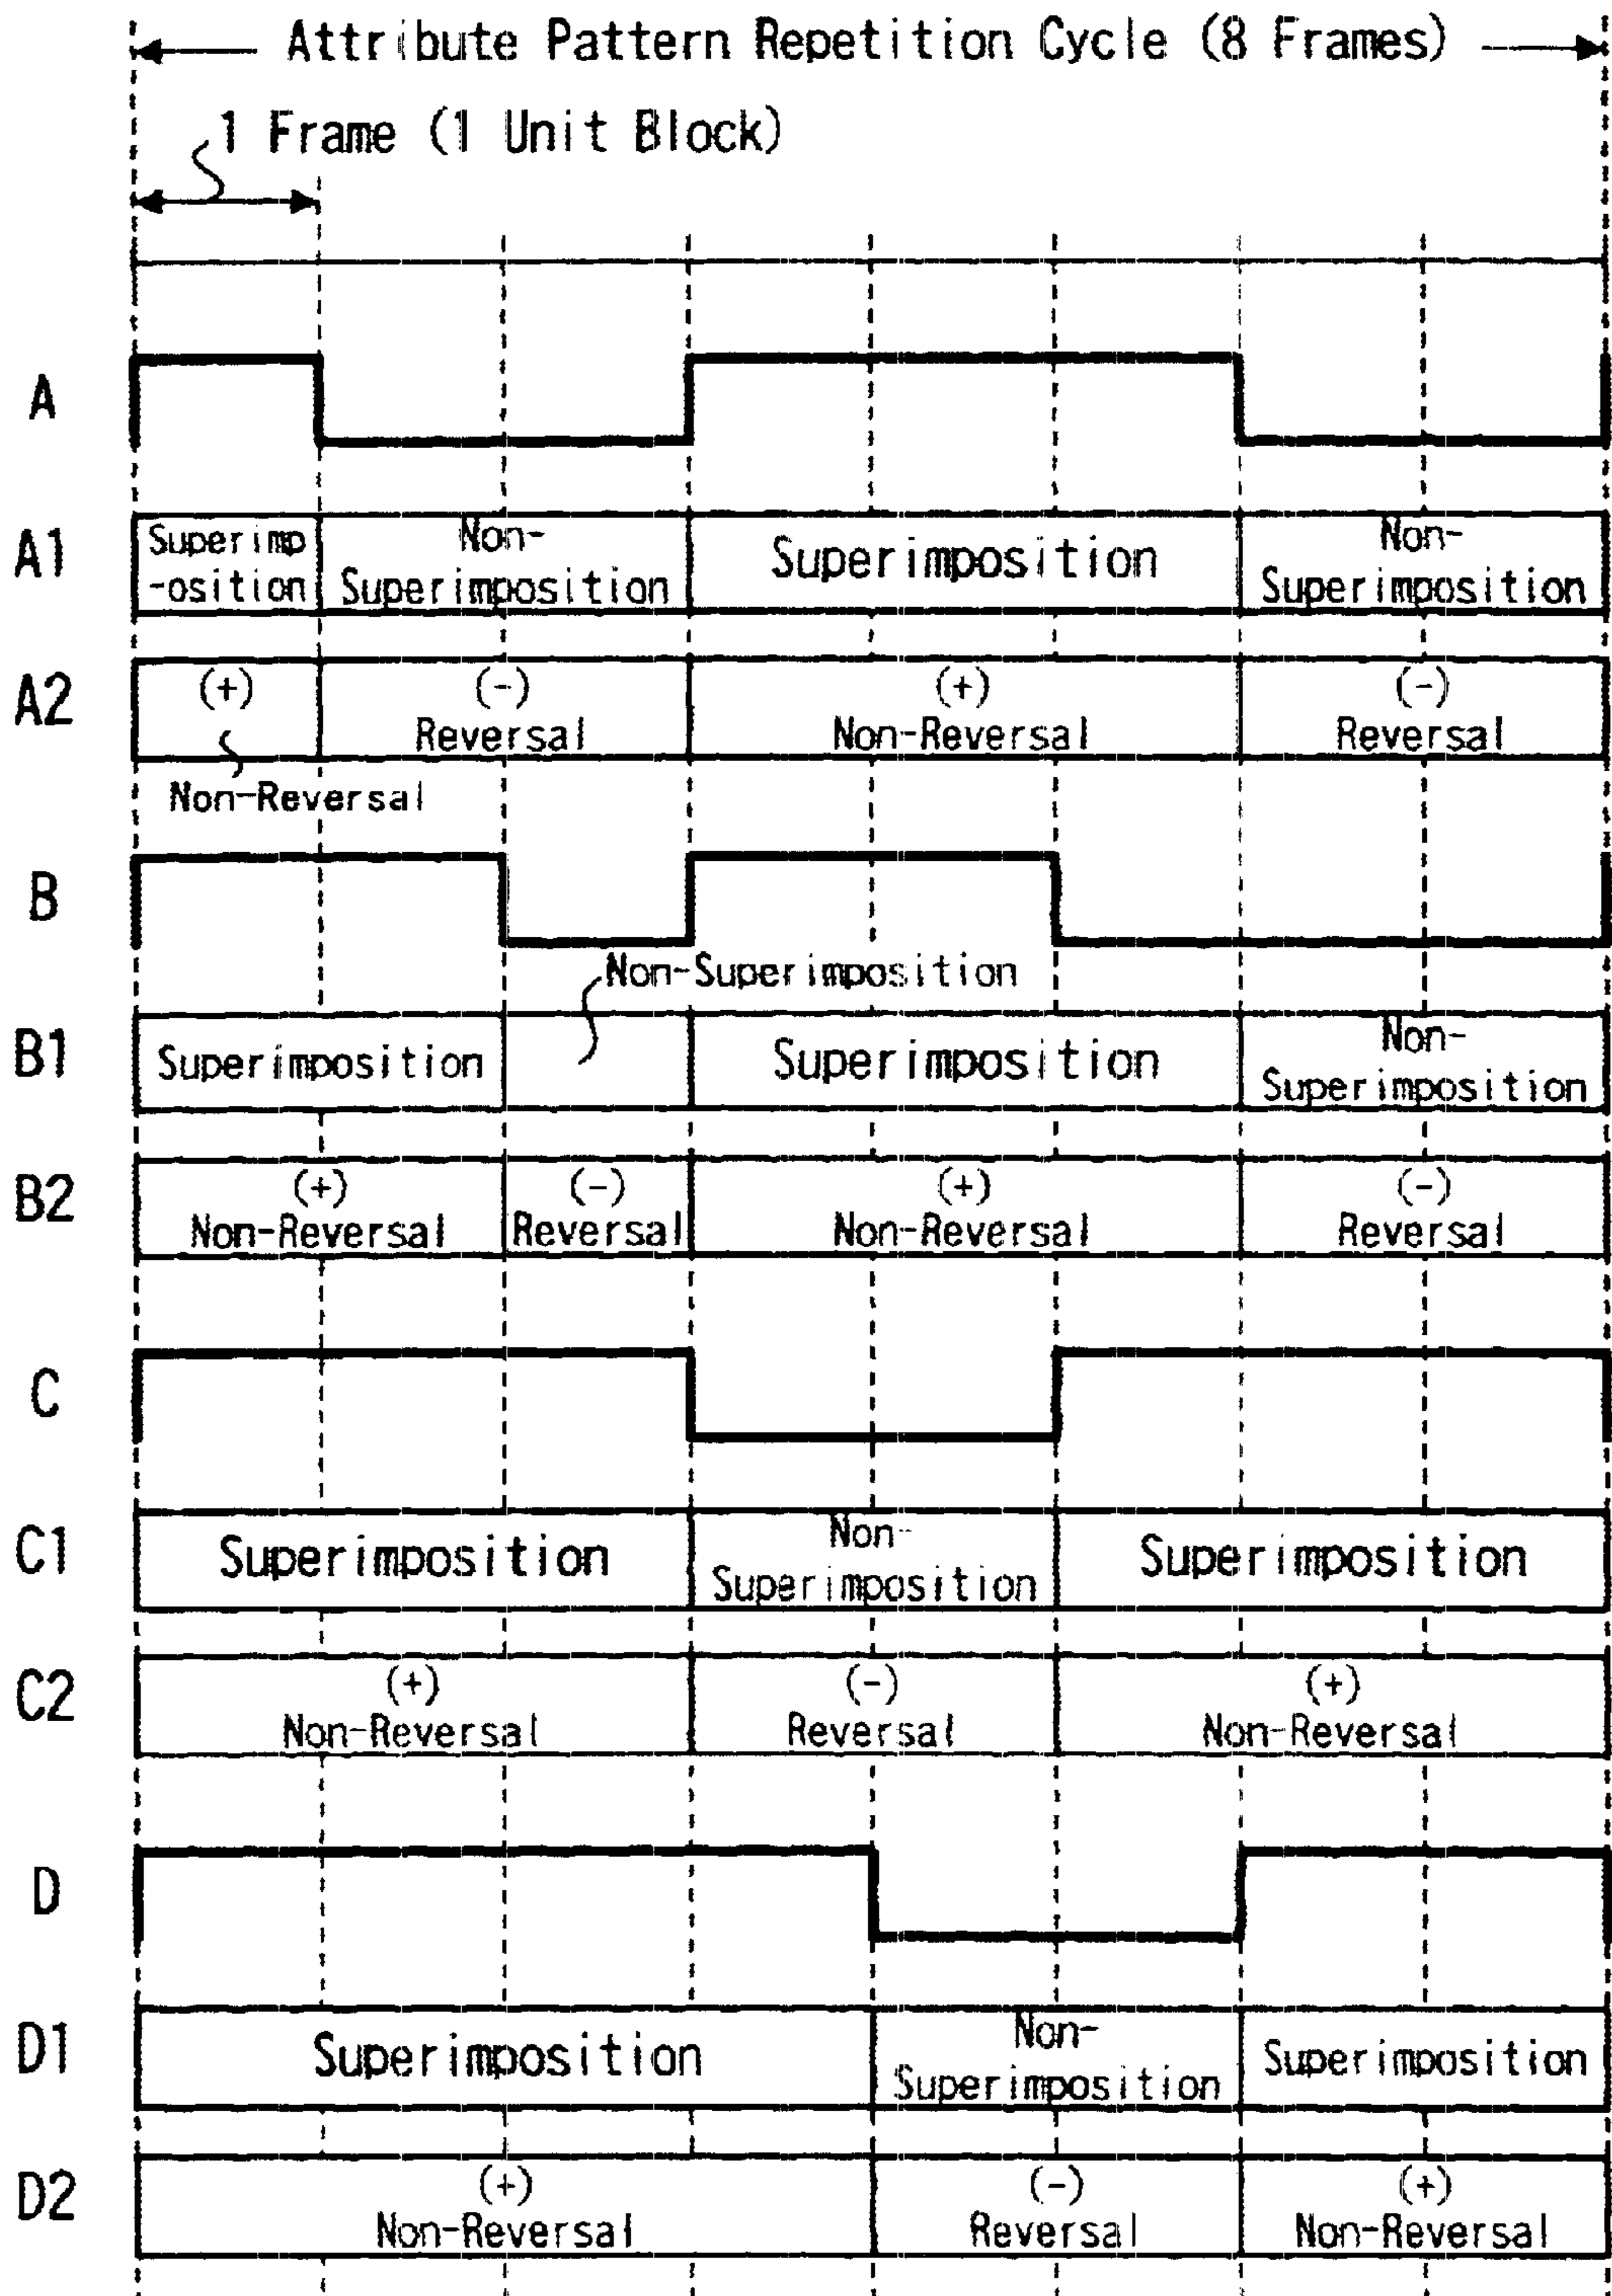 Attribute Pattern Repetition Cycle (8 Frames)
1 Frame (1 Unit Block)
A
A1
Superimp
-osition
Non-
Superimposition
Superimposition
Non-
Superimposition
A2
(+)
(-)
Reversal
(+)
Non-Reversal
(-)
Reversal
Non-Reversal
B
Non-Superimposition
B1
Superimposition
Superimposition
Non-
Superimposition
B2
(+)
Non-Reversal
(-)
Reversal
(+)
Non-Reversal
(-)
Reversal
C
C1
Superimposition
Non-
Superimposition
Superimposition
C2
(+)
Non-Reversal
(-)
Reversal
(+)
Non-Reversal
D
D1
Superimposition
Non-
Superimposition
Superimposition
D2
(+)
Non-Reversal
(-)
Reversal
(+)
Non-Reversal